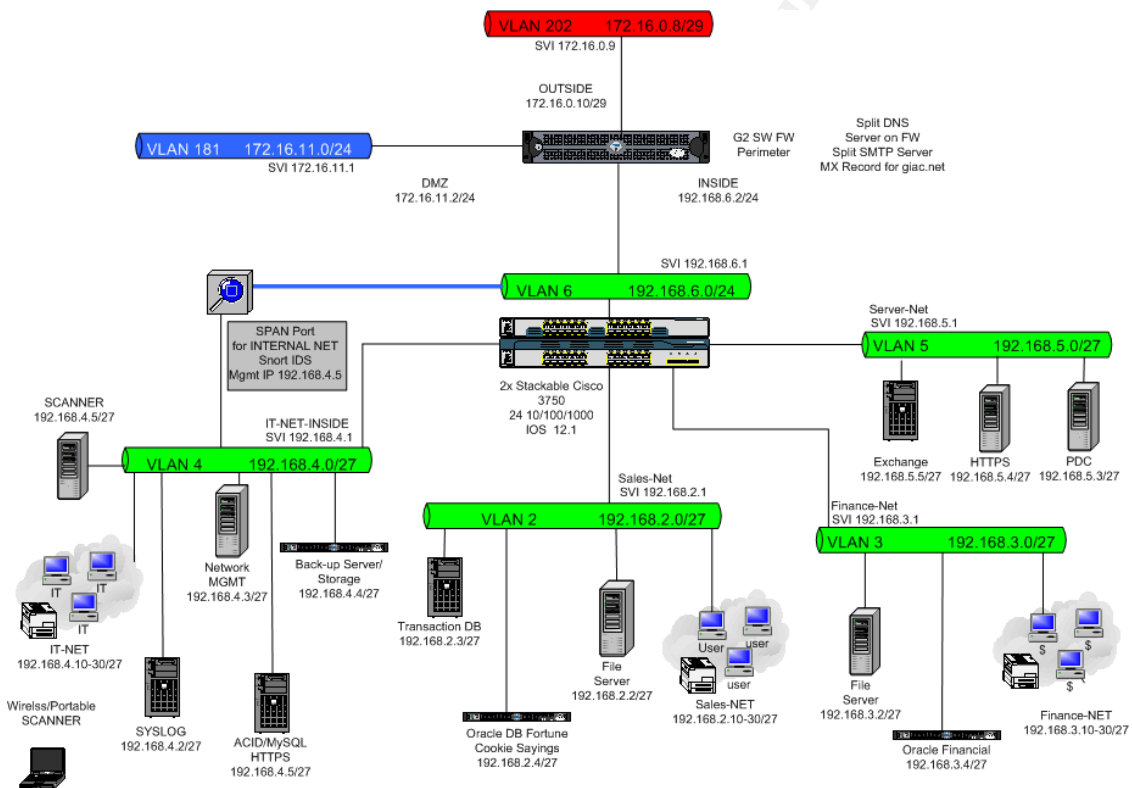 VLAN 202 172.16.0.8/29
SVI 172.16.0.9
OUTSIDE
172.16.0.10/29
VLAN 181 172.16.11.0/24
SVI 172.16.11.1
DMZ
172.16.11.2/24
G2 SW FW
Perimeter
Split DNS
Server on FW
Split SMTP Server
MX Record for giac.net
INSIDE
192.168.6.2/24
SVI 192.168.6.1
VLAN 6 192.168.6.0/24
SPAN Port
for INTERNAL NET
Snort IDS
Mgmt IP 192.168.4.5
2x Stackable Cisco
3750
24 10/100/1000
IOS 12.1
Server-Net
SVI 192.168.5.1
VLAN 5 192.168.5.0/27
Exchange
192.168.5.5/27
HTTPS
192.168.5.4/27
PDC
192.168.5.3/27
SCANNER
192.168.4.5/27
IT-NET-INSIDE
SVI 192.168.4.1
VLAN 4 192.168.4.0/27
Network
MGMT
192.168.4.3/27
Back-up Server/
Storage
192.168.4.4/27
IT
IT
IT
IT-NET
192.168.4.10-30/27
SYSLOG
192.168.4.2/27
ACID/MySQL
HTTPS
192.168.4.5/27
Wirelss/Portable
SCANNER
Sales-Net
SVI 192.168.2.1
VLAN 2 192.168.2.0/27
Transaction DB
192.168.2.3/27
Oracle DB Fortune
Cookie Sayings
192.168.2.4/27
File
Server
192.168.2.2/27
User
user
user
Sales-NET
192.168.2.10-30/27
Finance-Net
SVI 192.168.3.1
VLAN 3 192.168.3.0/27
File
Server
192.168.3.2/27
Oracle Financial
192.168.3.4/27
$
$
$
Finance-NET
192.168.3.10-30/27